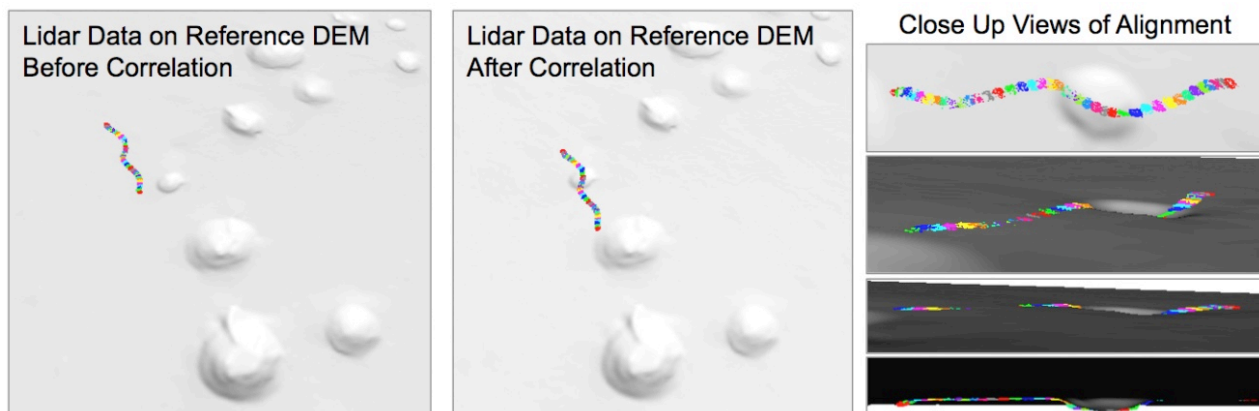 Lidar Data on Reference DEM
Before Correlation
Lidar Data on Reference DEM
After Correlation
Close Up Views of Alignment